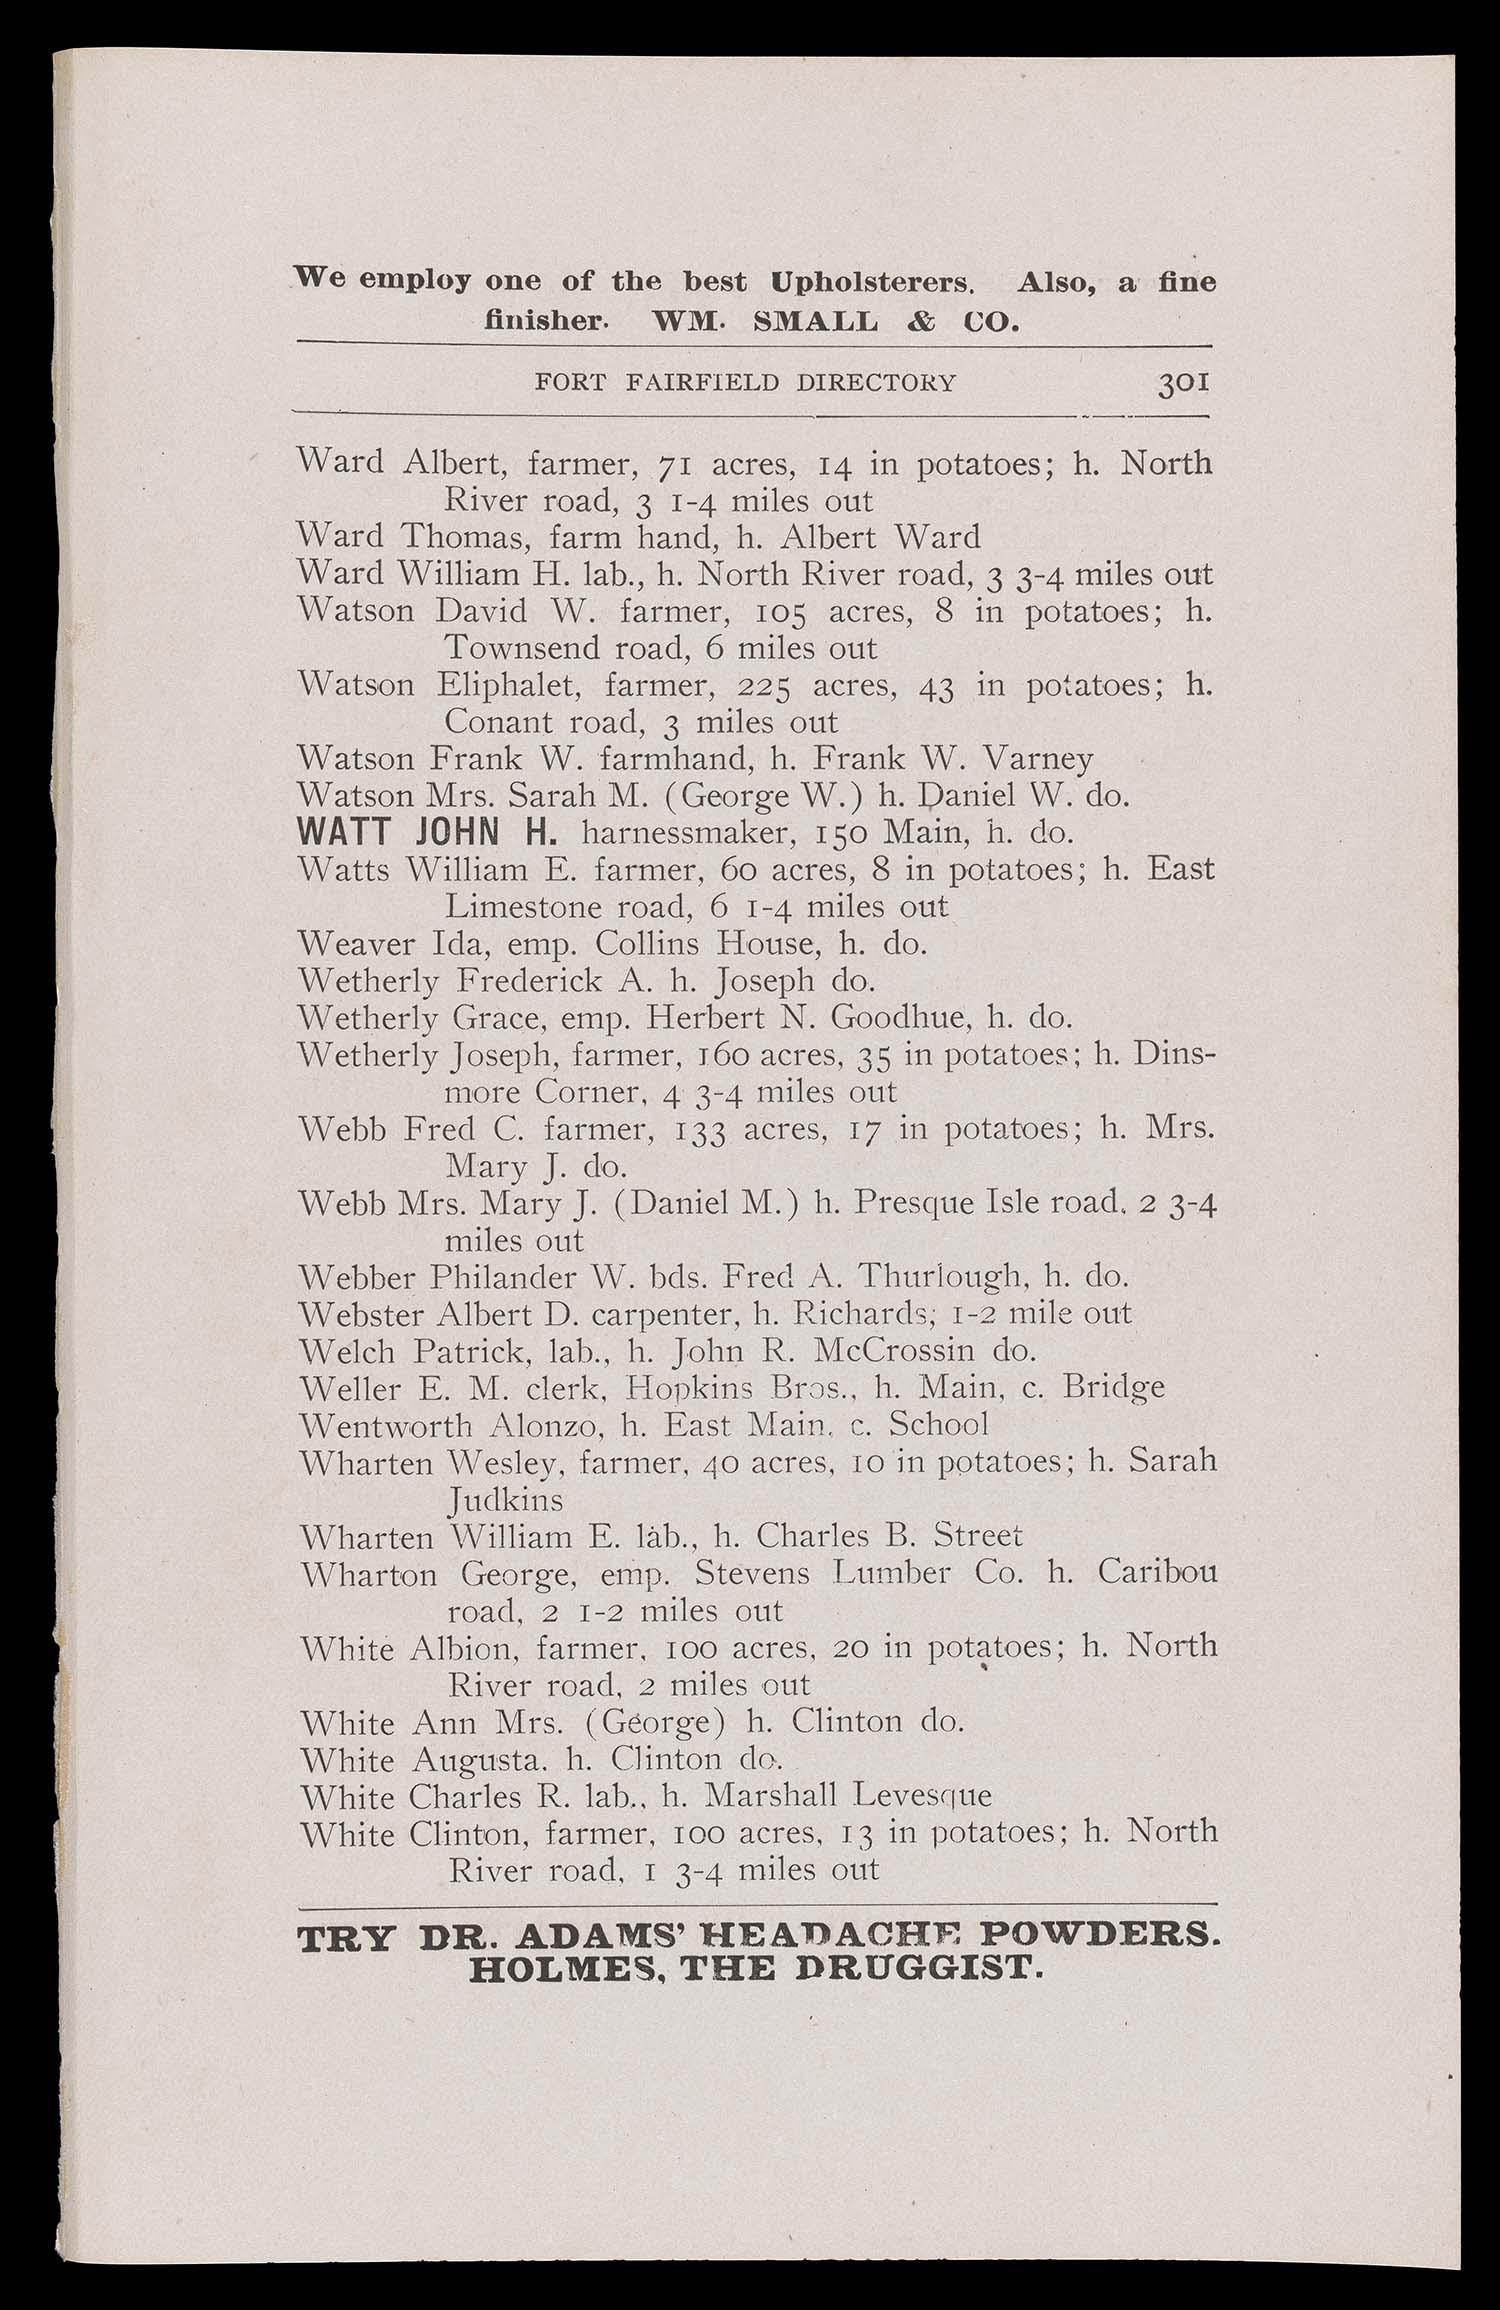 We employ one of the best Upholsterers. Also, a fine
finisher. WM. SMALL & CO.
FORT FAIRFIELD DIRECTORY 301
Ward Albert, farmer, 71 acres, 14 in potatoes; h. North
River road, 3 1-4 miles out
Ward Thomas, farm hand, h. Albert Ward
Ward William H. lab., h. North River road, 3 3-4 miles out
Watson David W. farmer, 105 acres, 8 in potatoes; h.
Townsend road, 6 miles out
Watson Eliphalet, farmer, 225 acres, 43 in potatoes; h.
Conant road, 3 miles out
Watson Frank W. farmhand, h. Frank W. Varney
Watson Mrs. Sarah M. (George W.) h. Daniel W. do.
WATT JOHN H. harnessmaker, 150 Main, h. do.
Watts William E. farmer, 60 acres, 8 in potatoes; h. East
Limestone road, 6 1-4 miles out
Weaver Ida, emp. Collins House, h. do.
Wetherly Frederick A. h. Joseph do.
Wetherly Grace, emp. Herbert N. Goodhue, h. do.
Wetherly Joseph, farmer, 160 acres, 35 in potatoes; h. Dins-
more Corner, 4 3-4 miles out
Webb Fred C. farmer, 133 acres, 17 in potatoes; h. Mrs.
Mary J. do.
Webb Mrs. Mary J. (Daniel M.) h. Presque Isle road, 2 3-4
miles out
Webber Philander W. bds. Fred A. Thurlough, h. do.
Webster Albert D. carpenter, h. Richards; 1-2 mile out
Welch Patrick, lab., h. John R. McCrossin do.
Weller E. M. clerk, Hopkins Bros., h. Main, c. Bridge
Wentworth Alonzo, h. East Main, c. School
Wharten Wesley, farmer, 40 acres, 10 in potatoes; h. Sarah
Judkins
Wharten William E. lab., h. Charles B. Street
Wharton George, emp. Stevens Lumber Co. h. Caribou
road, 2 1-2 miles out
White Albion, farmer, 100 acres, 20 in potatoes; h. North
River road, 2 miles out
White Ann Mrs. (George) h. Clinton do.
White Augusta. h. Clinton do.
White Charles R. lab., h. Marshall Levesque
White Clinton, farmer, 100 acres, 13 in potatoes; h. North
River road, 1 3-4 miles out
TRY DR. ADAMS' HEADACHE POWDERS.
HOLMES, THE DRUGGIST.